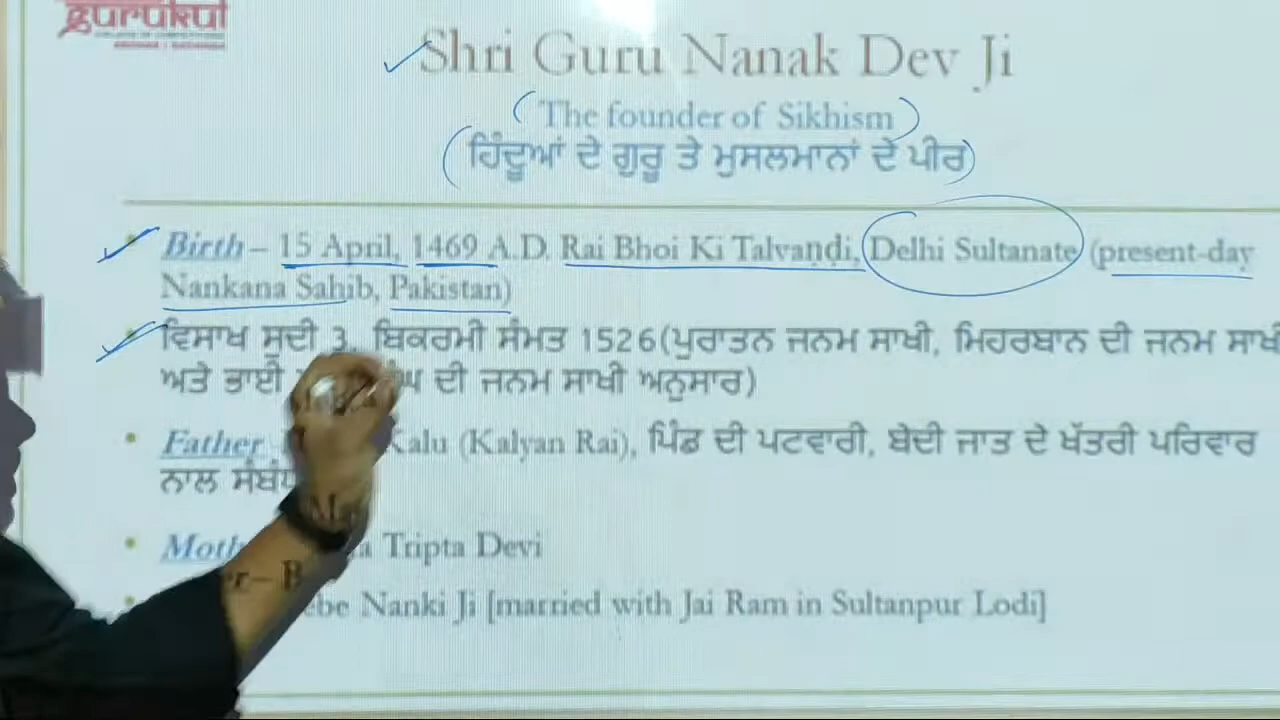 gurukul
Shri Guru Nanak Dev Ji
(The founder of Sikhism)
(ਹਿੰਦੂਆਂ ਦੇ ਗੁਰੂ ਤੇ ਮੁਸਲਮਾਨਾਂ ਦੇ ਪੀਰ)
• Birth – 15 April, 1469 A.D. Rai Bhoi Ki Talvaṇḍi, Delhi Sultanate (present-day
Nankana Sahib, Pakistan)
• ਵਿਸਾਖ ਸੁਦੀ 3, ਬਿਕਰਮੀ ਸੰਮਤ 1526(ਪੁਰਾਤਨ ਜਨਮ ਸਾਖੀ, ਮਿਹਰਬਾਨ ਦੀ ਜਨਮ ਸਾਖੀ
ਅਤੇ ਭਾਈ ਦੀ ਜਨਮ ਸਾਖੀ ਅਨੁਸਾਰ)
• Father Kalu (Kalyan Rai), ਪਿੰਡ ਦੀ ਪਟਵਾਰੀ, ਬੇਦੀ ਜਾਤ ਦੇ ਖੱਤਰੀ ਪਰਿਵਾਰ
ਨਾਲ
• Tripta Devi
Nanki Ji [married with Jai Ram in Sultanpur Lodi]